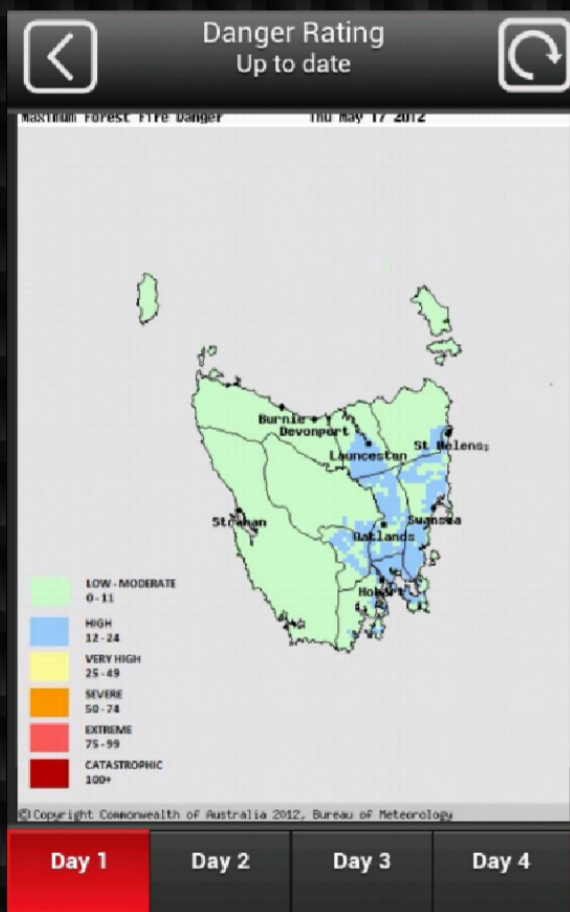 Danger Rating
Up to date
Maximum Forest Fire Danger Thu May 17 2012
Burnie
Devonport
Launceston
St Helens
Strahan
Swansea
Oatlands
Hobart
LOW - MODERATE
0 - 11
HIGH
12 - 24
VERY HIGH
25 - 49
SEVERE
50 - 74
EXTREME
75 - 99
CATASTROPHIC
100+
© Copyright Commonwealth of Australia 2012, Bureau of Meteorology
Day 1 Day 2 Day 3 Day 4